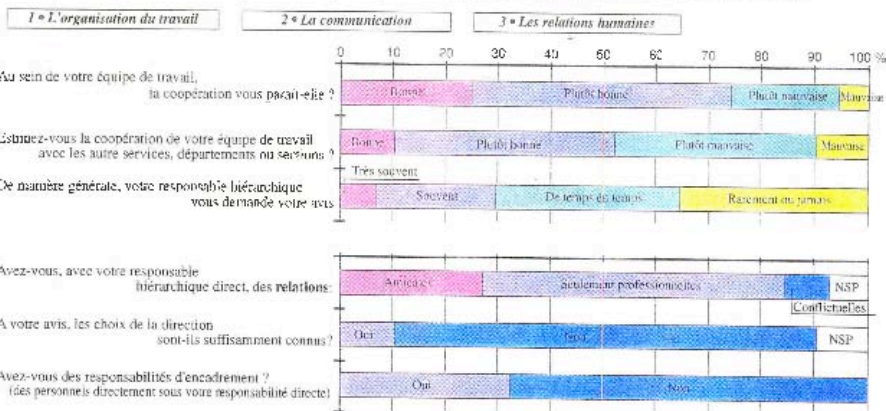 1 • L'organisation du travail
2 • La communication
3 • Les relations humaines
0 10 20 30 40 50 60 70 80 90 100 %
Au sein de votre équipe de travail,
la coopération vous paraît-elle ?
Bonne Plutôt bonne Plutôt mauvaise Mauvaise
Estimez-vous la coopération de votre équipe de travail
avec les autre services, départements ou sections ?
Bonne Plutôt bonne Plutôt mauvaise Mauvaise
Très souvent
De manière générale, votre responsable hiérarchique
vous demande votre avis
Souvent De temps en temps Rarement ou jamais
Avez-vous, avec votre responsable
hiérarchique direct, des relations:
Amicales Seulement professionnelles NSP
Conflictuelles
A votre avis, les choix de la direction
sont-ils suffisamment connus ?
Oui Non NSP
Avez-vous des responsabilités d'encadrement ?
(des personnels directement sous votre responsabilité directe)
Oui Non